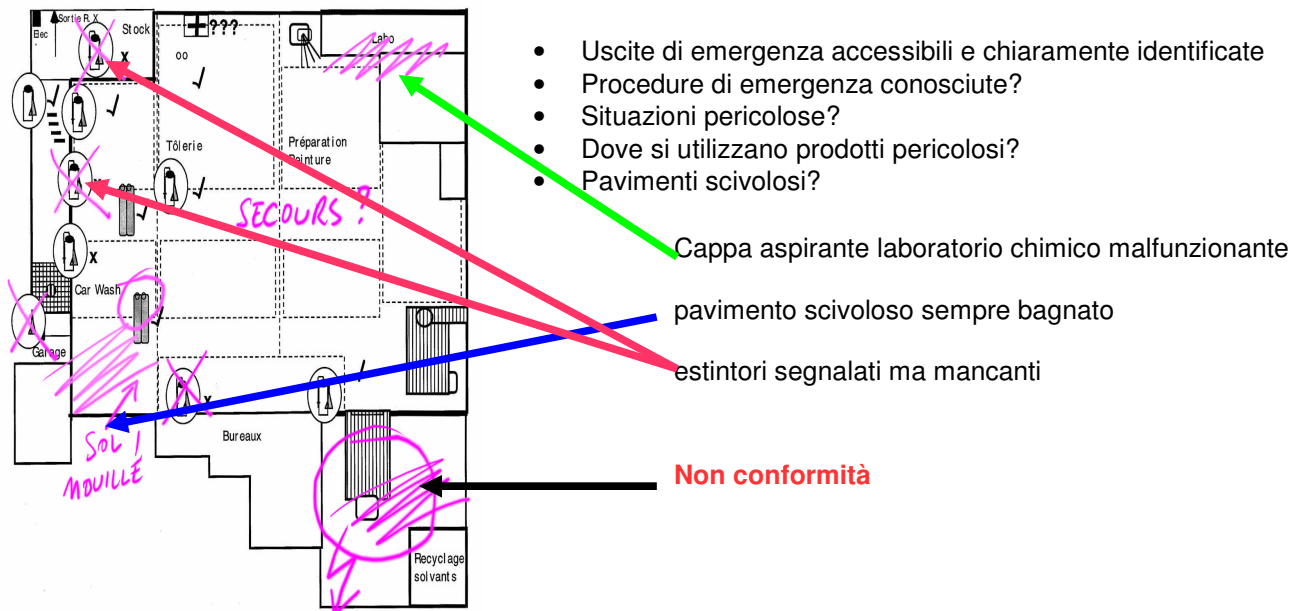 Sortie R. X
Elec
Stock
???
Labo
oo
x
Tôlerie
Préparation
Peinture
x
SECOURS ?
x
Car Wash
Garage
x
Bureaux
SOL !
MOUILLÉ
Recyclage
solvants
• Uscite di emergenza accessibili e chiaramente identificate
• Procedure di emergenza conosciute?
• Situazioni pericolose?
• Dove si utilizzano prodotti pericolosi?
• Pavimenti scivolosi?
Cappa aspirante laboratorio chimico malfunzionante
pavimento scivoloso sempre bagnato
estintori segnalati ma mancanti
Non conformità